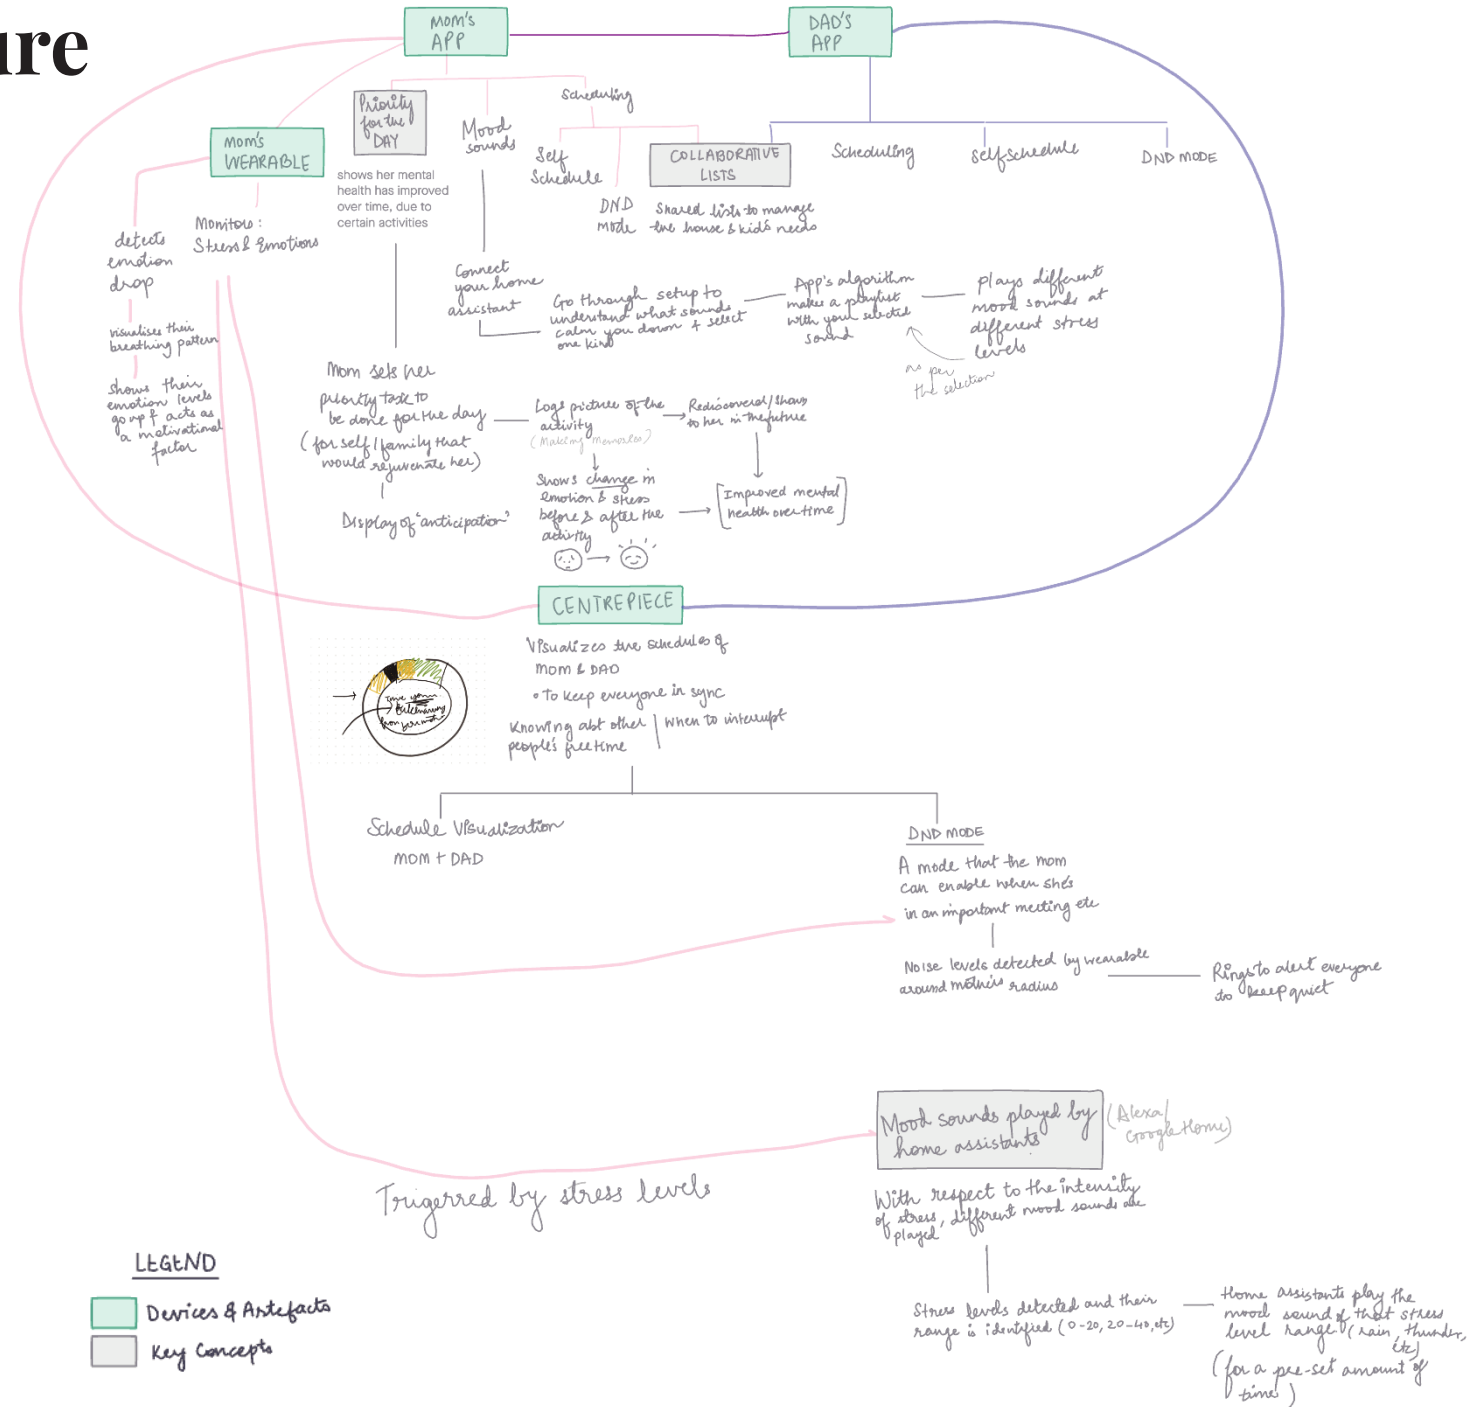 ure
MOM'S
APP
DAD'S
APP
Priority
for the
DAY
shows her mental
health has improved
over time, due to
certain activities
Mood
sounds
Scheduling
Self
Schedule
DND
MODE
COLLABORATIVE
LISTS
Shared lists to manage
the house & kid's needs
Scheduling
Self schedule
DND MODE
MOM'S
WEARABLE
Monitors:
Stress & Emotions
detects
emotion
drop
visualises their
breathing pattern
shows their
emotion levels
go up & acts as
a motivational
factor
Connect
your home
assistant
Go through setup to
understand what sounds
calm you down & select
one kind
App's algorithm
makes a playlist
with your selected
sound
Plays different
mood sounds at
different stress
levels
as per
the selection
Mom sets her
priority task to
be done for the day
(for self/family that
would rejuvenate her)
Display of "anticipation"
Logs picture of the
activity
(Making memories)
Rediscovered/shows
to her in the future
Shows change in
emotion & stress
before & after the
activity
[Improved mental
health over time]
CENTREPIECE
Visualizes the schedules of
MOM & DAD
• To keep everyone in sync
Knowing abt other
people's free time
When to interrupt
Schedule Visualization
MOM + DAD
DND MODE
A mode that the mom
can enable when she's
in an important meeting etc
Noise levels detected by wearable
around mother's radius
Rings to alert everyone
to keep quiet
Mood sounds played by
home assistants
(Alexa/
Google Home)
Trigerred by stress levels
With respect to the intensity
of stress, different mood sounds are
played
Stress levels detected and their
range is identified (0-20, 20-40, etc)
Home assistants play the
mood sound of that stress
level range (rain, thunder,
etc)
(for a pre-set amount of
time)
LEGEND
Devices & Artefacts
Key Concepts